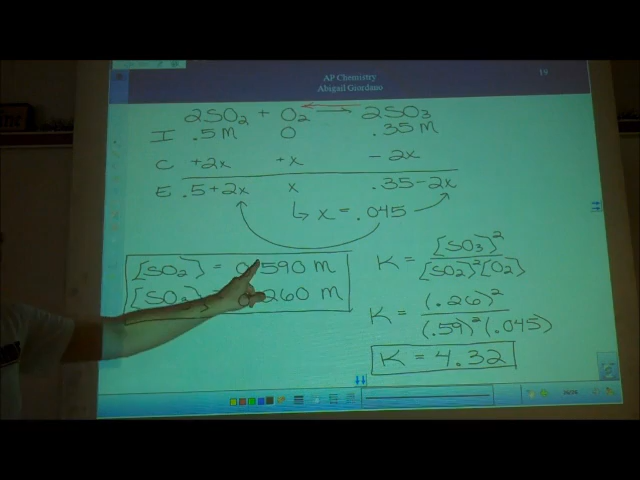 AP Chemistry 19
Abigail Giordano
2SO₂ + O₂ ⇌ 2SO₃
I .5 M 0 .35 M
C +2x +x - 2x
E .5+2x x .35-2x
↳ x = .045
[SO₂] = 0.590 M
[SO₃] = 0.260 M
K = [SO₃]² / [SO₂]²[O₂]
K = (.26)² / (.59)²(.045)
K = 4.32